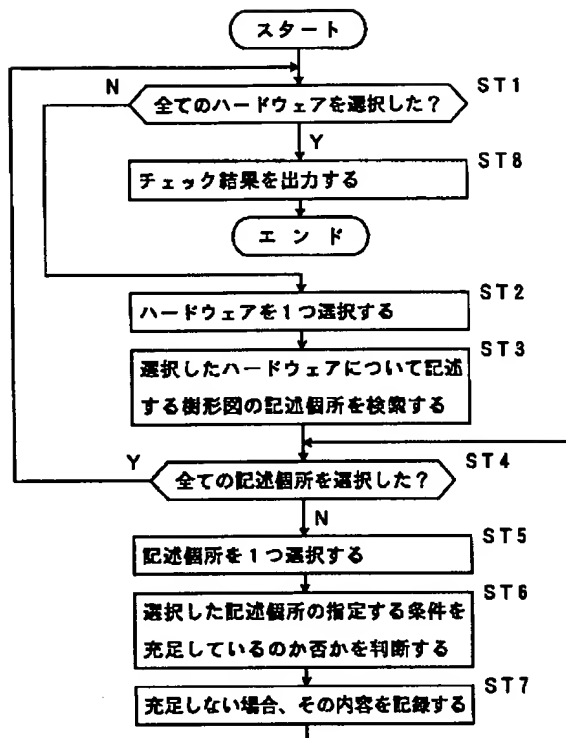 スタート
N
全てのハードウェアを選択した？
ST1
Y
ST8
チェック結果を出力する
エンド
ST2
ハードウェアを1つ選択する
ST3
選択したハードウェアについて記述
する樹形図の記述個所を検索する
Y
全ての記述個所を選択した？
ST4
N
ST5
記述個所を1つ選択する
ST6
選択した記述個所の指定する条件を
充足しているのか否かを判断する
ST7
充足しない場合、その内容を記録する